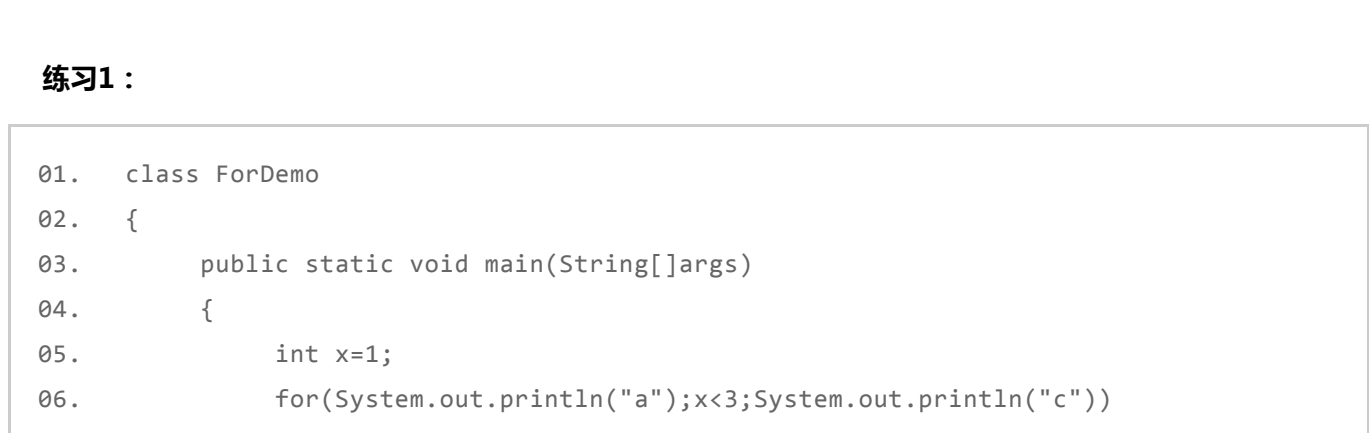 练习1：
01. class ForDemo
02. {
03. public static void main(String[]args)
04. {
05. int x=1;
06. for(System.out.println("a");x<3;System.out.println("c"))